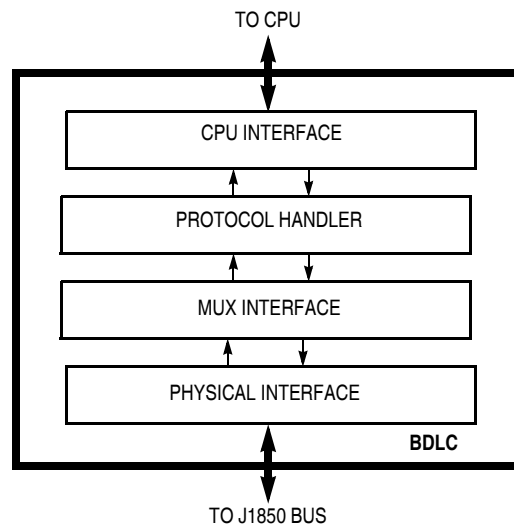 TO CPU
CPU INTERFACE
PROTOCOL HANDLER
MUX INTERFACE
PHYSICAL INTERFACE
BDLC
TO J1850 BUS